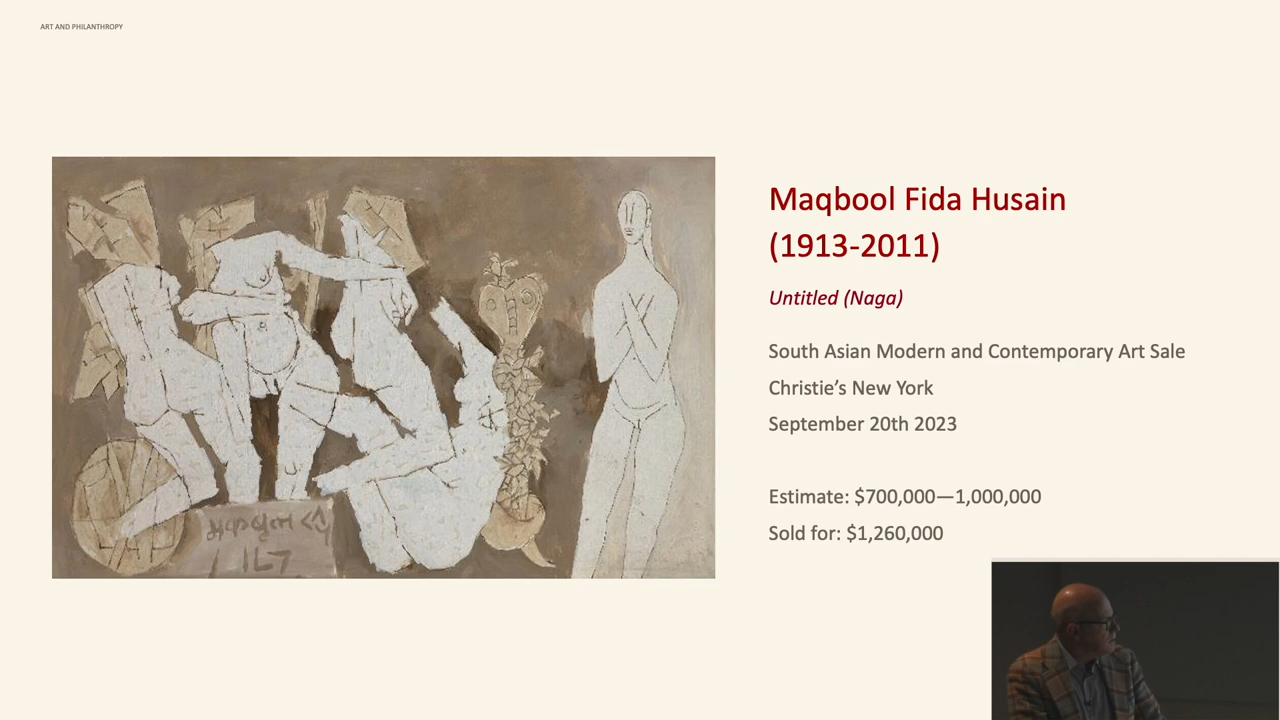 ART AND PHILANTHROPY
Maqbool Fida Husain
(1913-2011)
Untitled (Naga)
South Asian Modern and Contemporary Art Sale
Christie’s New York
September 20th 2023
Estimate: $700,000—1,000,000
Sold for: $1,260,000